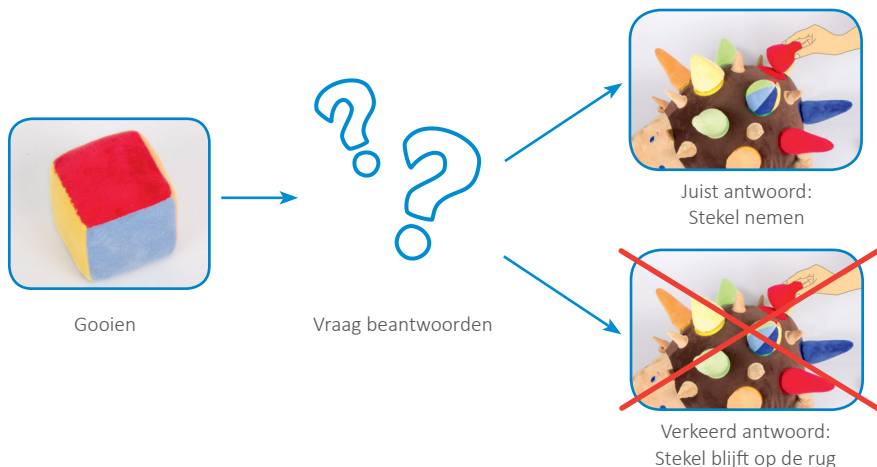 Gooien
Vraag beantwoorden
Juist antwoord:
Stekel nemen
Verkeerd antwoord:
Stekel blijft op de rug